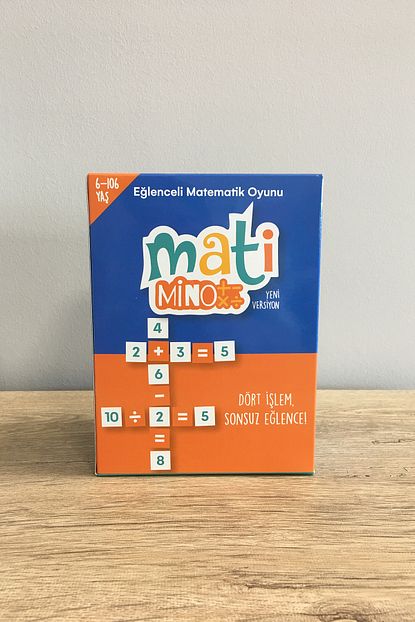 6–106
YAŞ
Eğlenceli Matematik Oyunu
mati
MiNO
YENİ
VERSİYON
4
2 + 3 = 5
6
−
10 ÷ 2 = 5
=
8
DÖRT İŞLEM,
SONSUZ EĞLENCE!